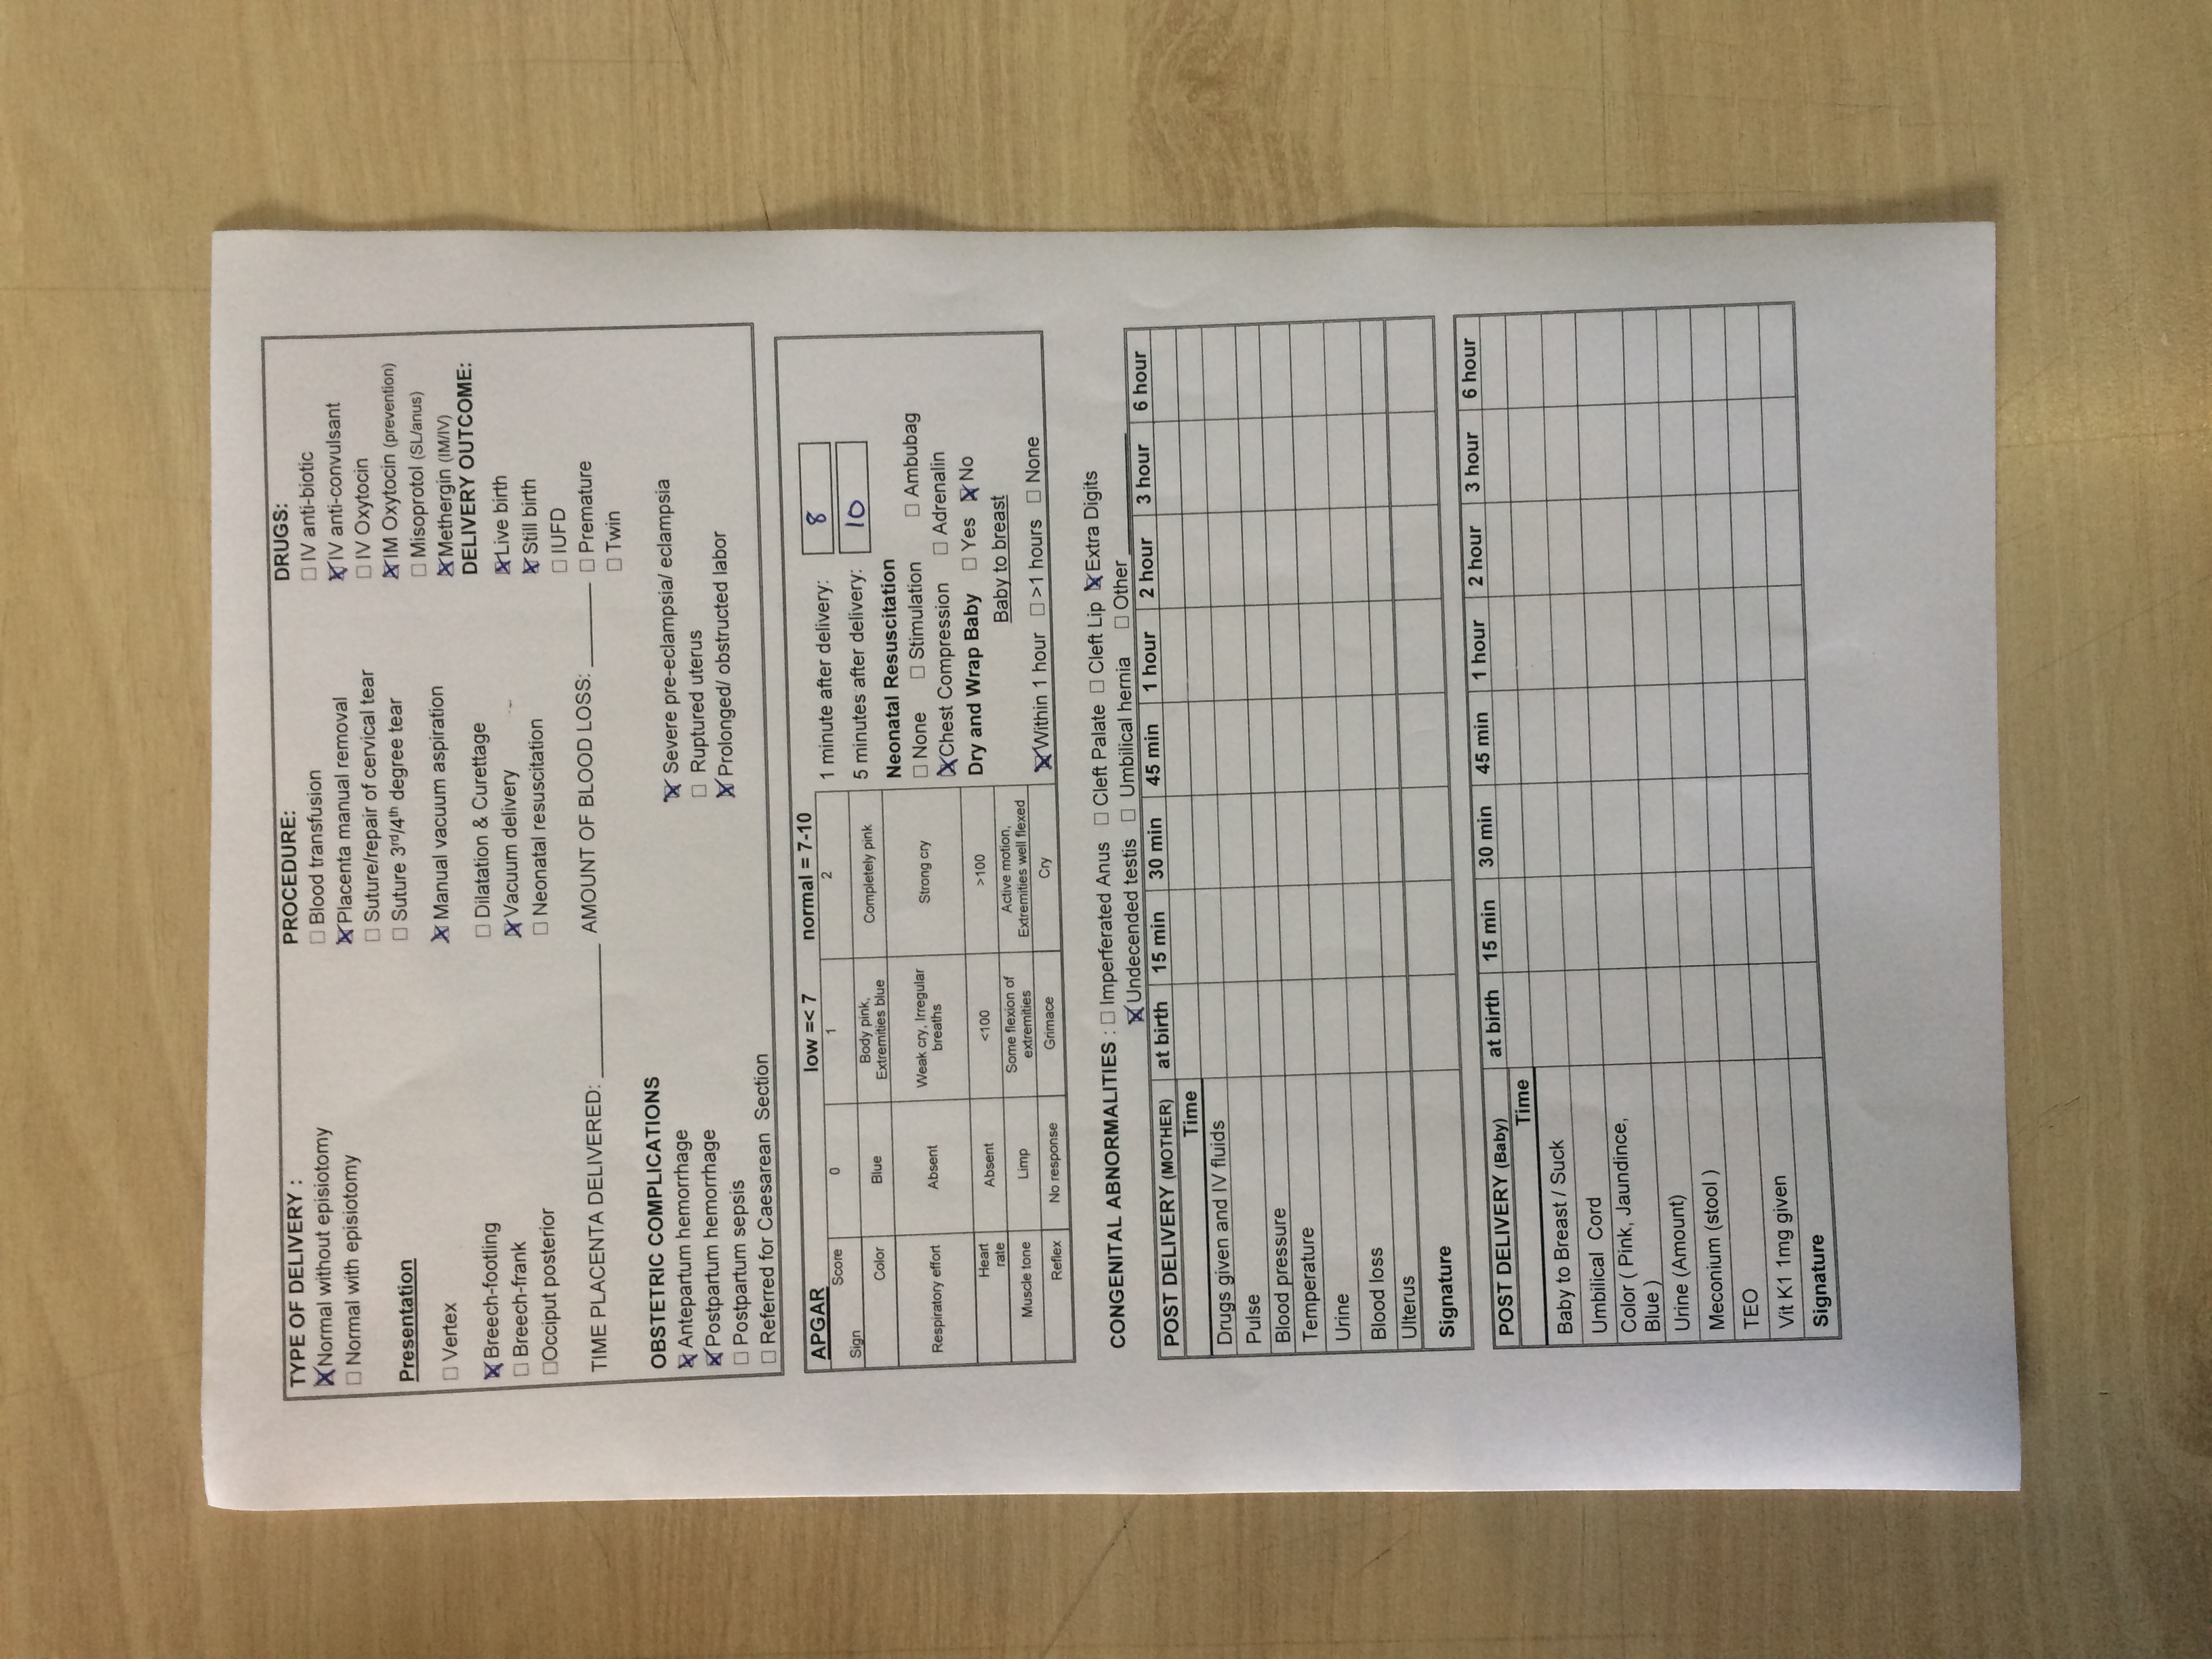 TYPE OF DELIVERY :
☒ Normal without episiotomy
☐ Normal with episiotomy
Presentation
☐ Vertex
☒ Breech-footling
☐ Breech-frank
☐ Occiput posterior
PROCEDURE:
☐ Blood transfusion
☒ Placenta manual removal
☐ Suture/repair of cervical tear
☐ Suture 3rd/4th degree tear
☒ Manual vacuum aspiration
☐ Dilatation & Curettage
☒ Vacuum delivery
☐ Neonatal resuscitation
DRUGS:
☐ IV anti-biotic
☒ IV anti-convulsant
☐ IV Oxytocin
☒ IM Oxytocin (prevention)
☐ Misoprotol (SL/anus)
☒ Methergin (IM/IV)
DELIVERY OUTCOME:
☒ Live birth
☒ Still birth
☐ IUFD
☐ Premature
☐ Twin
TIME PLACENTA DELIVERED: ____________ AMOUNT OF BLOOD LOSS: ________
OBSTETRIC COMPLICATIONS
☒ Antepartum hemorrhage
☒ Postpartum hemorrhage
☐ Postpartum sepsis
☐ Referred for Caesarean Section
☒ Severe pre-eclampsia/ eclampsia
☐ Ruptured uterus
☒ Prolonged/ obstructed labor
APGAR low =< 7 normal = 7-10
Score 0 1 2
Sign
Color Blue Body pink, Extremities blue Completely pink
Respiratory effort Absent Weak cry, Irregular breaths Strong cry
Heart rate Absent <100 >100
Muscle tone Limp Some flexion of extremities Active motion, Extremities well flexed
Reflex No response Grimace Cry
1 minute after delivery: 8
5 minutes after delivery: 10
Neonatal Resuscitation
☐ None ☐ Stimulation ☐ Ambubag
☒ Chest Compression ☐ Adrenalin
Dry and Wrap Baby ☐ Yes ☒ No
Baby to breast
☒ Within 1 hour ☐ >1 hours ☐ None
CONGENITAL ABNORMALITIES : ☐ Imperferated Anus ☐ Cleft Palate ☐ Cleft Lip ☒ Extra Digits
☒ Undecended testis ☐ Umbilical hernia ☐ Other ___________
POST DELIVERY (MOTHER) at birth 15 min 30 min 45 min 1 hour 2 hour 3 hour 6 hour
Time
Drugs given and IV fluids
Pulse
Blood pressure
Temperature
Urine
Blood loss
Ulterus
Signature
POST DELIVERY (Baby) at birth 15 min 30 min 45 min 1 hour 2 hour 3 hour 6 hour
Time
Baby to Breast / Suck
Umbilical Cord
Color ( Pink, Jaundince,
Blue )
Urine (Amount)
Meconium (stool )
TEO
Vit K1 1mg given
Signature